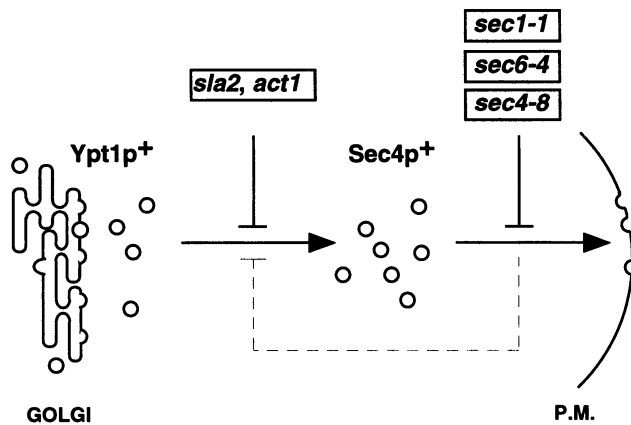 sec1-1
sec6-4
sec4-8
sla2, act1
Ypt1p+
Sec4p+
GOLGI
P.M.